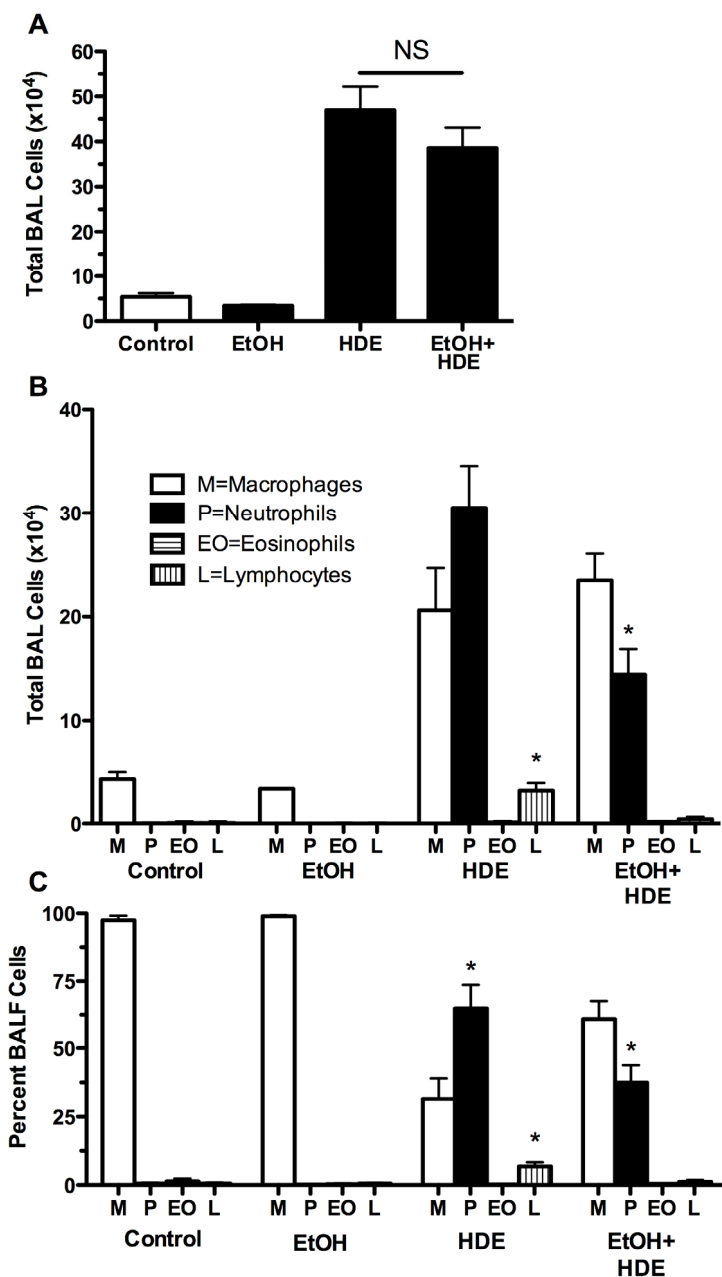 A
NS
Total BAL Cells (x10⁴)
60
50
40
30
20
10
0
Control EtOH HDE EtOH+
HDE
B
Total BAL Cells (x10⁴)
40
30
20
10
0
M=Macrophages
P=Neutrophils
EO=Eosinophils
L=Lymphocytes
*
*
M P EO L M P EO L M P EO L M P EO L
Control EtOH HDE EtOH+
HDE
C
Percent BALF Cells
100
75
50
25
0
*
*
*
M P EO L M P EO L M P EO L M P EO L
Control EtOH HDE EtOH+
HDE